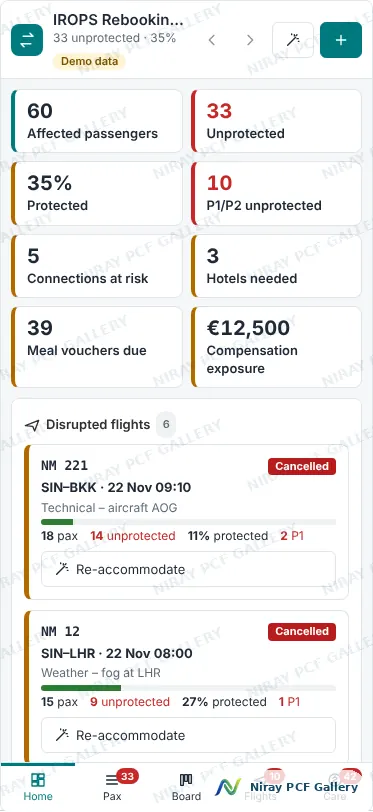 IROPS Rebookin...
33 unprotected · 35%
Demo data
60
Affected passengers
33
Unprotected
35%
Protected
10
P1/P2 unprotected
5
Connections at risk
3
Hotels needed
39
Meal vouchers due
€12,500
Compensation
exposure
Disrupted flights 6
NM 221
Cancelled
SIN–BKK · 22 Nov 09:10
Technical – aircraft AOG
18 pax 14 unprotected 11% protected 2 P1
Re-accommodate
NM 12
Cancelled
SIN–LHR · 22 Nov 08:00
Weather – fog at LHR
15 pax 9 unprotected 27% protected 1 P1
Re-accommodate
33
10
42
Home
Pax
Board
Flights
Care
Niray PCF Gallery
NIRAY PCF GALLERY